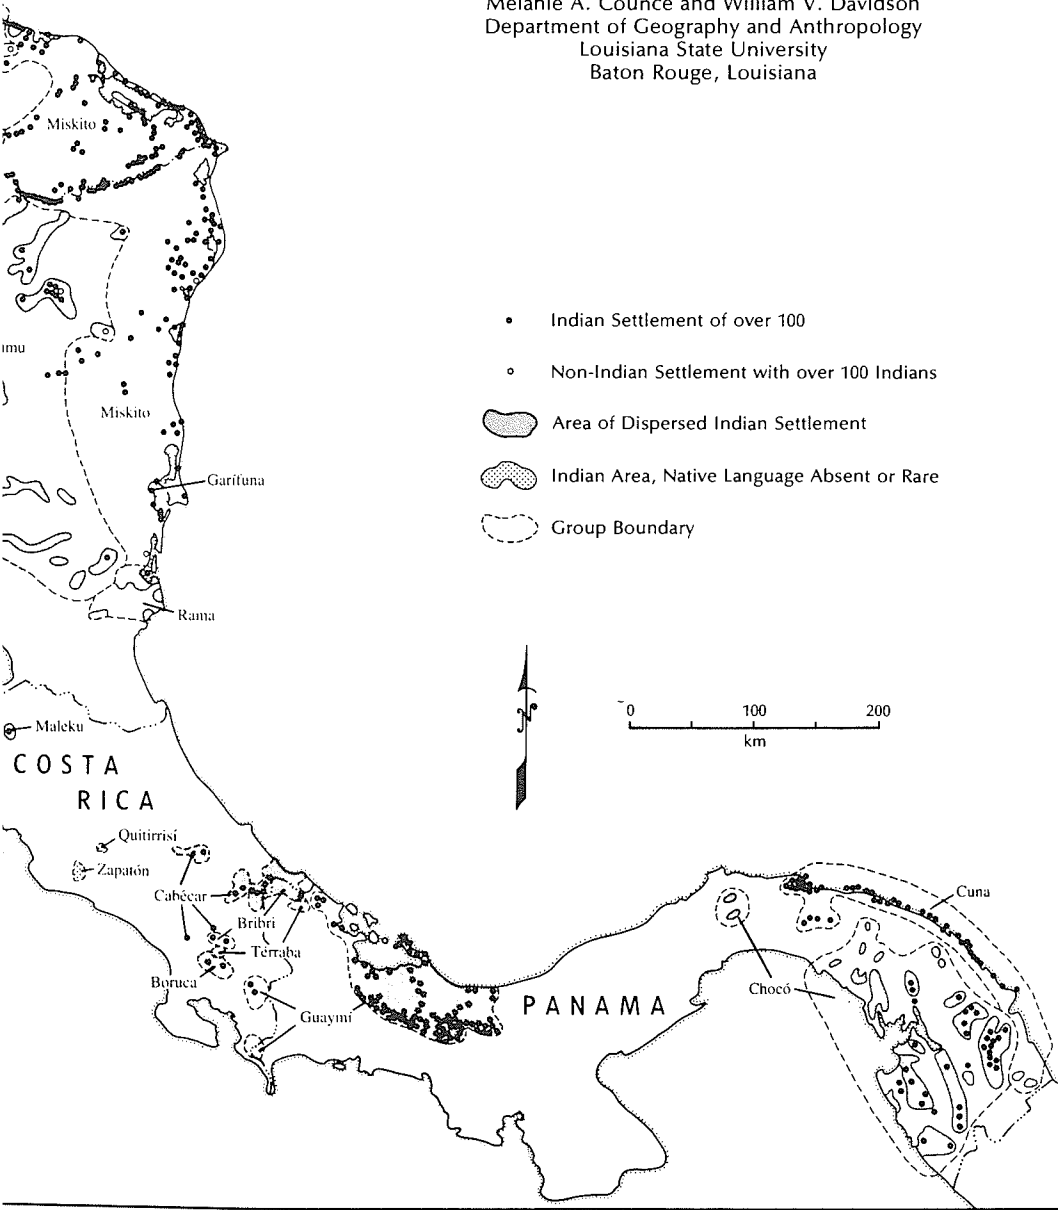 Melanie A. Counce and William V. Davidson
Department of Geography and Anthropology
Louisiana State University
Baton Rouge, Louisiana
Miskito
Indian Settlement of over 100
Non-Indian Settlement with over 100 Indians
Miskito
Area of Dispersed Indian Settlement
Indian Area, Native Language Absent or Rare
Garífuna
Group Boundary
Rama
N
0 100 200
km
Maleku
COSTA
RICA
Quitirrisí
Zapatón
Cabécar
Cuna
Bribri
Térraba
Boruca
Chocó
Guaymí
PANAMA